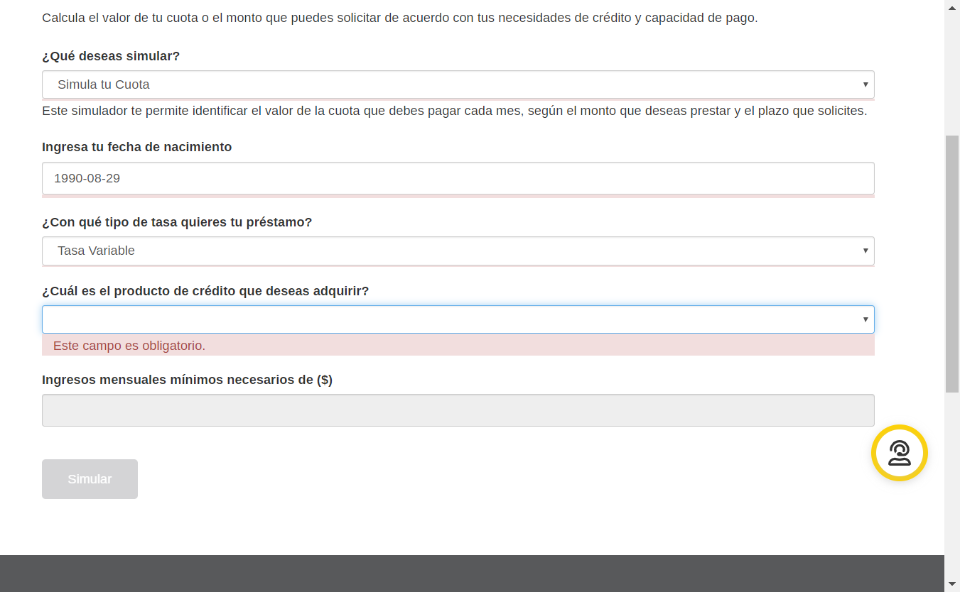 Calcula el valor de tu cuota o el monto que puedes solicitar de acuerdo con tus necesidades de crédito y capacidad de pago.
¿Qué deseas simular?
Simula tu Cuota
Este simulador te permite identificar el valor de la cuota que debes pagar cada mes, según el monto que deseas prestar y el plazo que solicites.
Ingresa tu fecha de nacimiento
1990-08-29
¿Con qué tipo de tasa quieres tu préstamo?
Tasa Variable
¿Cuál es el producto de crédito que deseas adquirir?
Este campo es obligatorio.
Ingresos mensuales mínimos necesarios de ($)
Simular